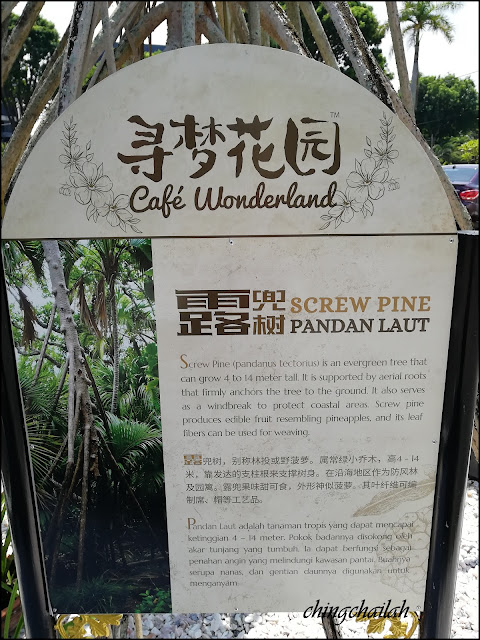 寻梦花园
TM
Café Wonderland
露兜树
SCREW PINE
PANDAN LAUT
Screw Pine (pandanus tectorius) is an evergreen tree that
can grow 4 to 14 meter tall. It is supported by aerial roots
that firmly anchors the tree to the ground. It also serves
as a windbreak to protect coastal areas. Screw pine
produces edible fruit resembling pineapples, and its leaf
fibers can be used for weaving.
露兜树，别称林投或野菠萝。属常绿小乔木，高4 - 14
米，靠发达的支柱根来支撑树身。在沿海地区作为防风林
及园寓。露兜果味甜可食，外形神似菠萝。其叶纤维可编
制席、帽等工艺品。
Pandan Laut adalah tanaman tropis yang dapat mencapai
ketinggian 4 – 14 meter. Pokok badannya disokong oleh
akar tunjang yang tumbuh. Ia dapat berfungsi sebagai
penahan angin yang melindungi kawasan pantai. Buahnya
serupa nanas, dan gentian daunnya digunakan untuk
menganyam.
chingchailah